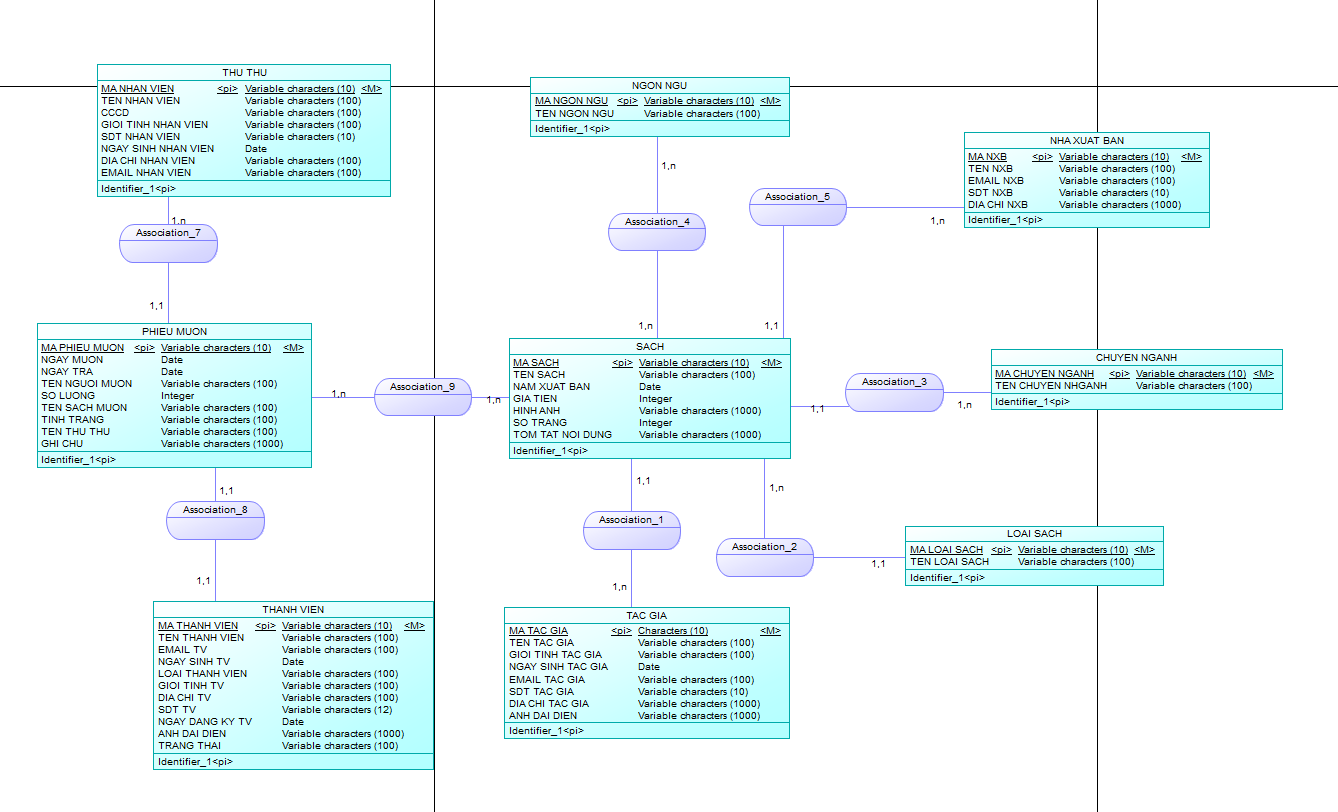 THU THU
MA NHAN VIEN <pi> Variable characters (10) <M>
TEN NHAN VIEN Variable characters (100)
CCCD Variable characters (100)
GIOI TINH NHAN VIEN Variable characters (100)
SDT NHAN VIEN Variable characters (10)
NGAY SINH NHAN VIEN Date
DIA CHI NHAN VIEN Variable characters (100)
EMAIL NHAN VIEN Variable characters (100)
Identifier_1<pi>
1,n
Association_7
1,1
PHIEU MUON
MA PHIEU MUON <pi> Variable characters (10) <M>
NGAY MUON Date
NGAY TRA Date
TEN NGUOI MUON Variable characters (100)
SO LUONG Integer
TEN SACH MUON Variable characters (100)
TINH TRANG Variable characters (100)
TEN THU THU Variable characters (100)
GHI CHU Variable characters (1000)
Identifier_1<pi>
1,1
Association_8
1,1
THANH VIEN
MA THANH VIEN <pi> Variable characters (10) <M>
TEN THANH VIEN Variable characters (100)
EMAIL TV Variable characters (100)
NGAY SINH TV Date
LOAI THANH VIEN Variable characters (100)
GIOI TINH TV Variable characters (100)
DIA CHI TV Variable characters (100)
SDT TV Variable characters (12)
NGAY DANG KY TV Date
ANH DAI DIEN Variable characters (1000)
TRANG THAI Variable characters (100)
Identifier_1<pi>
1,n
Association_9
1,n
NGON NGU
MA NGON NGU <pi> Variable characters (10) <M>
TEN NGON NGU Variable characters (100)
Identifier_1<pi>
1,n
Association_4
1,n
SACH
MA SACH <pi> Variable characters (10) <M>
TEN SACH Variable characters (100)
NAM XUAT BAN Date
GIA TIEN Integer
HINH ANH Variable characters (1000)
SO TRANG Integer
TOM TAT NOI DUNG Variable characters (1000)
Identifier_1<pi>
1,1
Association_1
1,n
TAC GIA
MA TAC GIA <pi> Characters (10) <M>
TEN TAC GIA Variable characters (100)
GIOI TINH TAC GIA Variable characters (100)
NGAY SINH TAC GIA Date
EMAIL TAC GIA Variable characters (100)
SDT TAC GIA Variable characters (10)
DIA CHI TAC GIA Variable characters (1000)
ANH DAI DIEN Variable characters (1000)
Identifier_1<pi>
Association_5
1,n
1,1
NHA XUAT BAN
MA NXB <pi> Variable characters (10) <M>
TEN NXB Variable characters (100)
EMAIL NXB Variable characters (100)
SDT NXB Variable characters (10)
DIA CHI NXB Variable characters (1000)
Identifier_1<pi>
1,1
Association_3
1,n
CHUYEN NGANH
MA CHUYEN NGANH <pi> Variable characters (10) <M>
TEN CHUYEN NHGANH Variable characters (100)
Identifier_1<pi>
1,n
Association_2
1,1
LOAI SACH
MA LOAI SACH <pi> Variable characters (10) <M>
TEN LOAI SACH Variable characters (100)
Identifier_1<pi>